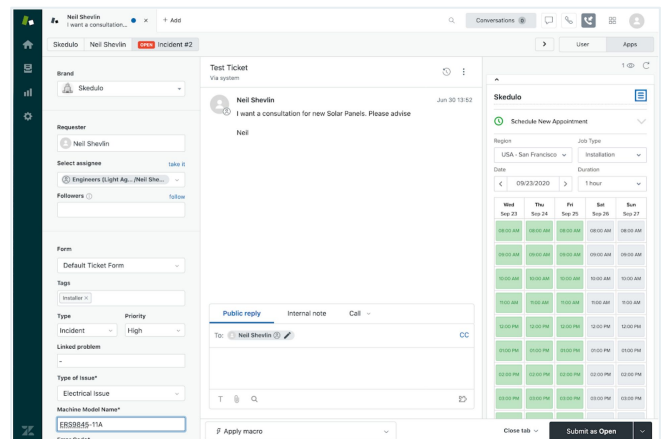 Neil Shevlin
I want a consultation...
+ Add
Conversations 0
Skedulo
Neil Shevlin
OPEN Incident #2
User
Apps
Brand
Skedulo
Requester
Neil Shevlin
Select assignee
take it
Engineers (Light Ag... /Neil She...
Followers
follow
Form
Default Ticket Form
Tags
Installer ×
Type
Priority
Incident
High
Linked problem
-
Type of Issue*
Electrical Issue
Machine Model Name*
ERS9845-11A
Test Ticket
Via system
Neil Shevlin
Jun 30 13:52
I want a consultation for new Solar Panels. Please advise
Neil
Public reply
Internal note
Call
To: Neil Shevlin
CC
T
Apply macro
Close tab
Submit as Open
1
Skedulo
Schedule New Appointment
Region
Job Type
USA - San Francisco
Installation
Date
Duration
09/23/2020
1 hour
Wed Thu Fri Sat Sun
Sep 23 Sep 24 Sep 25 Sep 26 Sep 27
08:00 AM 08:00 AM 08:00 AM 08:00 AM 08:00 AM
09:00 AM 09:00 AM 09:00 AM 09:00 AM 09:00 AM
10:00 AM 10:00 AM 10:00 AM 10:00 AM 10:00 AM
11:00 AM 11:00 AM 11:00 AM 11:00 AM 11:00 AM
12:00 PM 12:00 PM 12:00 PM 12:00 PM 12:00 PM
01:00 PM 01:00 PM 01:00 PM 01:00 PM 01:00 PM
02:00 PM 02:00 PM 02:00 PM 02:00 PM 02:00 PM
03:00 PM 03:00 PM 03:00 PM 03:00 PM 03:00 PM